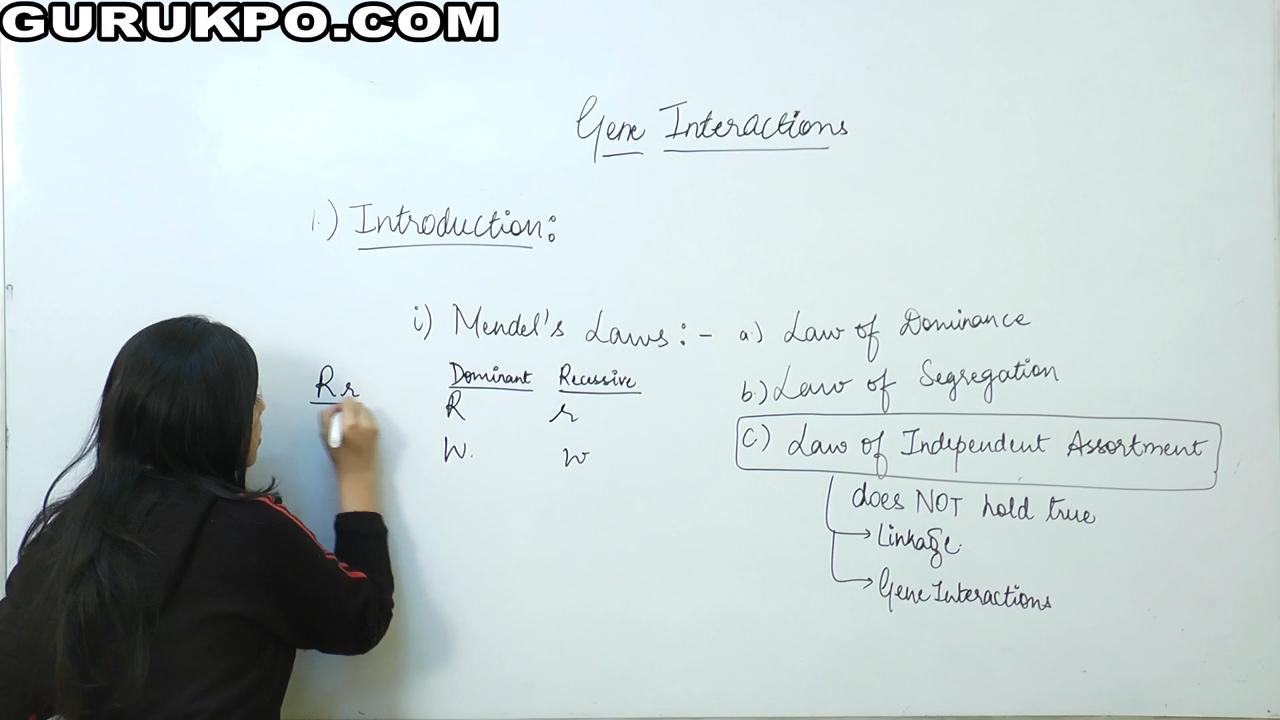 GURUKPO.COM
Gene Interactions
1.) Introduction:
i) Mendel's Laws :- a.) Law of Dominance
b.) Law of Segregation
C) Law of Independent Assortment
does NOT hold true
Linkage.
Gene Interactions
Dominant Recessive
R r
W. w
Rr